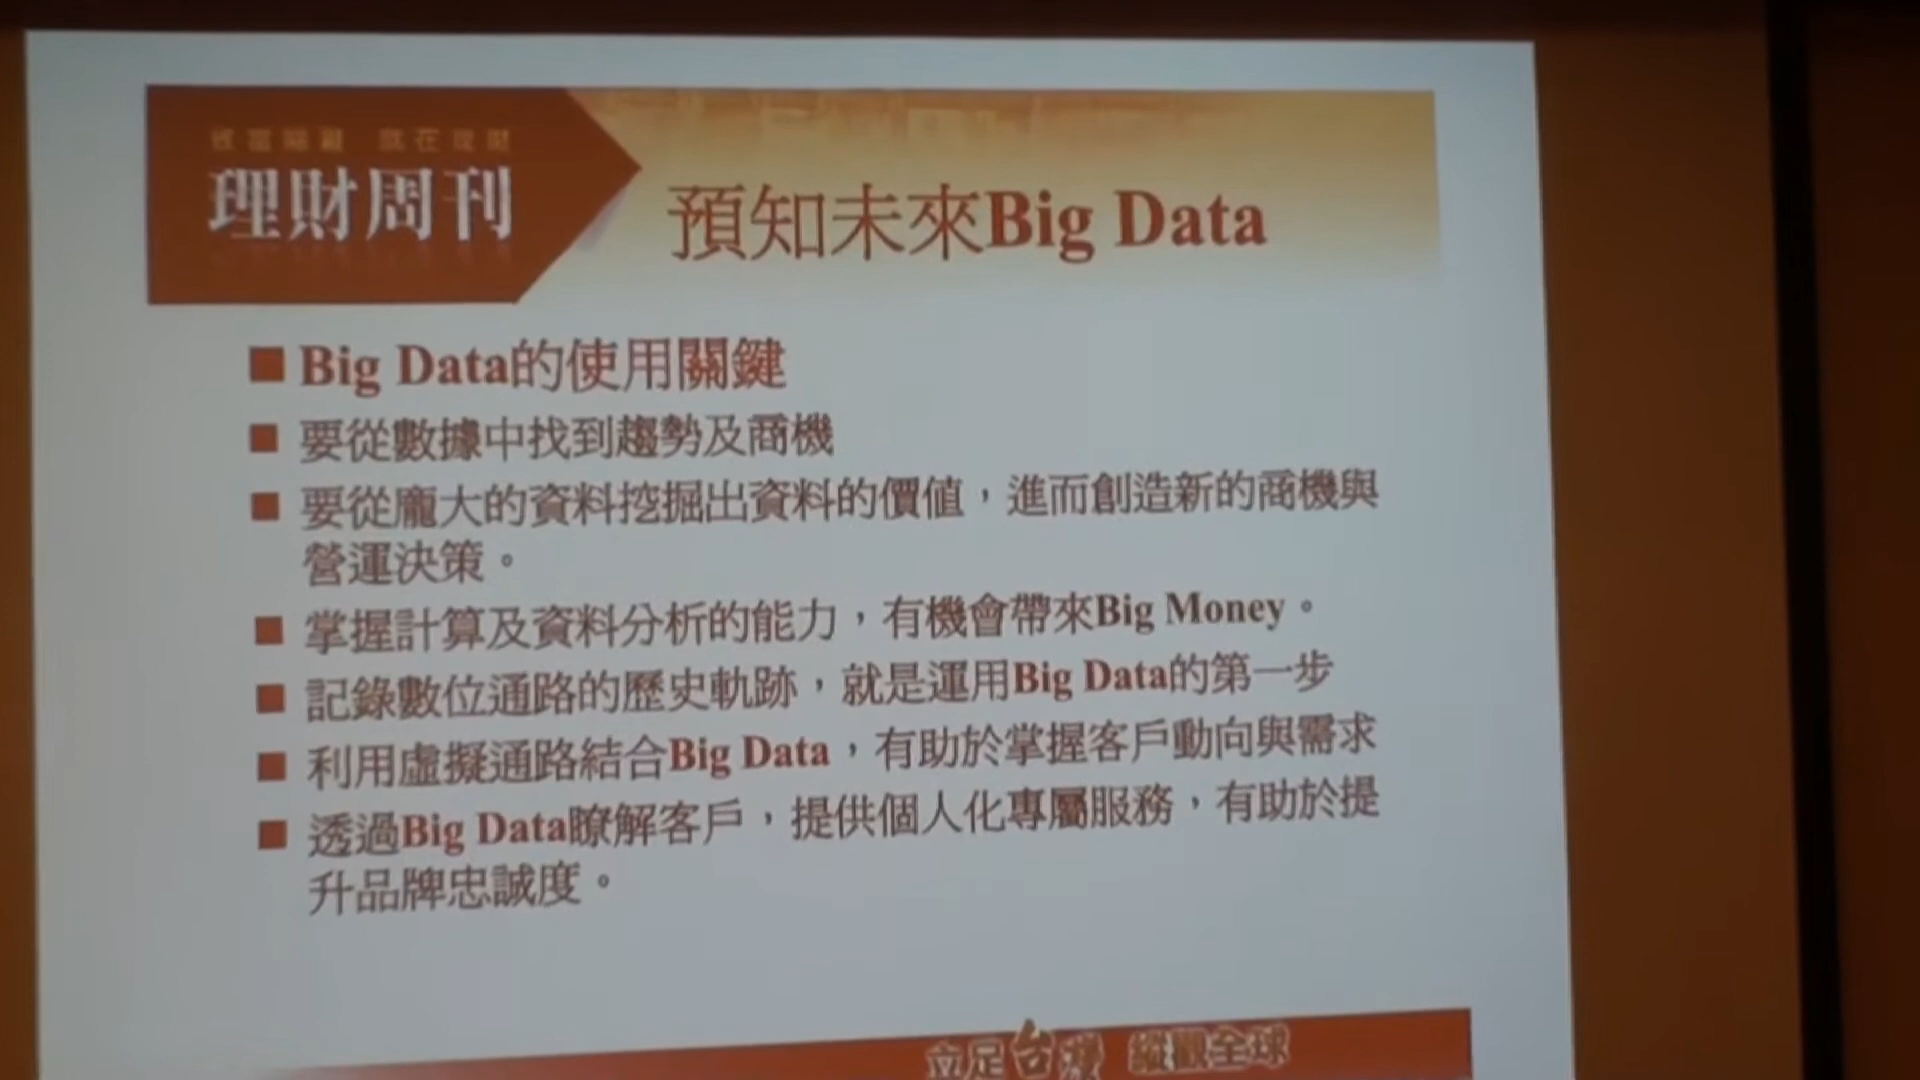 致富關鍵 就在理財
理財周刊
預知未來Big Data
Big Data的使用關鍵
要從數據中找到趨勢及商機
要從龐大的資料挖掘出資料的價值，進而創造新的商機與
營運決策。
掌握計算及資料分析的能力，有機會帶來Big Money。
記錄數位通路的歷史軌跡，就是運用Big Data的第一步
利用虛擬通路結合Big Data，有助於掌握客戶動向與需求
透過Big Data瞭解客戶，提供個人化專屬服務，有助於提
升品牌忠誠度。
立足台灣 縱觀全球